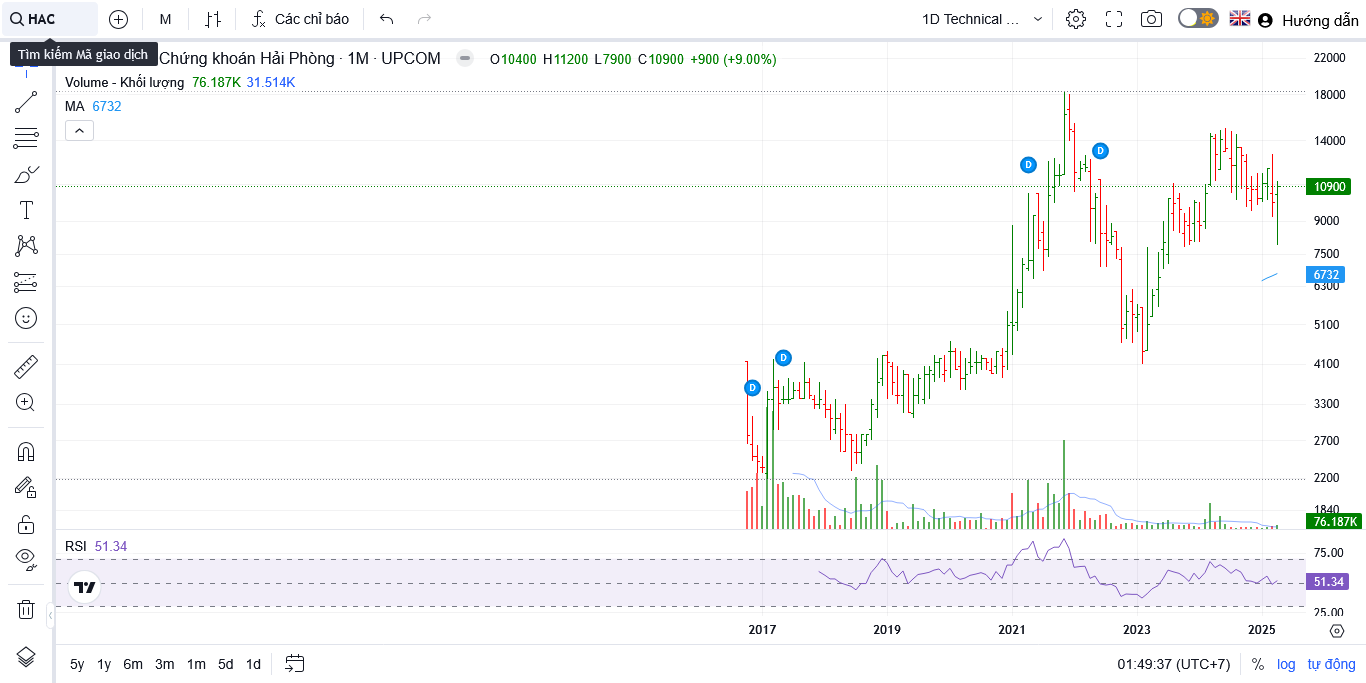 HAC
M
Các chỉ báo
1D Technical ...
Hướng dẫn
Tìm kiếm Mã giao dịch
Chứng khoán Hải Phòng · 1M · UPCOM
O10400 H11200 L7900 C10900 +900 (+9.00%)
Volume - Khối lượng 76.187K 31.514K
MA 6732
22000
18000
14000
10900
9000
7500
6732
6300
5100
4100
3300
2700
2200
1840
76.187K
D
D
D
D
RSI 51.34
75.00
51.34
25.00
2017 2019 2021 2023 2025
5y 1y 6m 3m 1m 5d 1d
01:49:37 (UTC+7) % log tự động